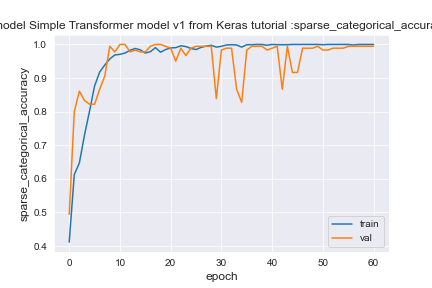 model Simple Transformer model v1 from Keras tutorial :sparse_categorical_accura
1.0
0.9
0.8
0.7
0.6
0.5
0.4
sparse_categorical_accuracy
train
val
0 10 20 30 40 50 60
epoch